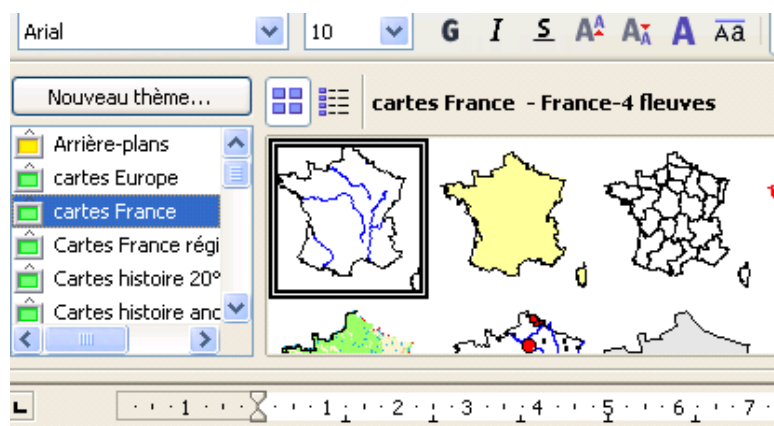 Arial 10 G I S A A A Aa
Nouveau thème...
cartes France - France-4 fleuves
Arrière-plans
cartes Europe
cartes France
Cartes France régi
Cartes histoire 20°
Cartes histoire anc
1 1 2 3 4 5 6 7